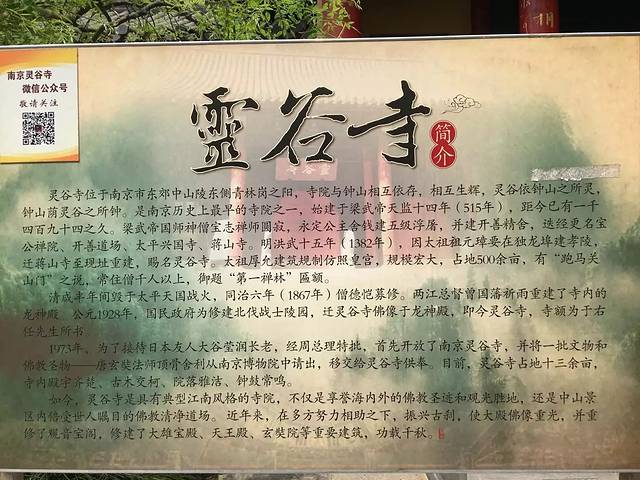 南京灵谷寺
微信公众号
敬请关注
靈谷寺
简介
灵谷寺位于南京市东郊中山陵东侧青林岗之阳，寺院与钟山相互依存，相互生辉，灵谷依钟山之所灵，
钟山荫灵谷之所钟。是南京历史上最早的寺院之一，始建于梁武帝天监十四年（515年），距今已有一千
四百九十四之久。梁武帝国师神僧宝志禅师圆寂，永定公主舍钱建五级浮屠，并建开善精舍，迭经更名宝
公禅院、开善道场、太平兴国寺、蒋山寺。明洪武十五年（1382年），因太祖朱元璋要在独龙埠建孝陵，
迁蒋山寺至现址重建，赐名灵谷寺。太祖厚允建筑规制仿照皇宫，规模宏大，占地500余亩，有“跑马关
山门”之说，常住僧千人以上，御题“第一禅林”匾额。
清咸丰年间毁于太平天国战火，同治六年（1867年）僧德恺募修。两江总督曾国藩祈雨重建了寺内的
龙神殿 公元1928年，国民政府为修建北伐战士陵园，迁灵谷寺佛像于龙神殿，即今灵谷寺，寺额为于右
任先生所书
1973年，为了接待日本友人大谷莹润长老，经周总理特批，首先开放了南京灵谷寺，并将一批文物和
佛教圣物——唐玄奘法师顶骨舍利从南京博物院中请出，移交给灵谷寺供奉。目前，灵谷寺占地十三余亩，
寺内殿宇齐楚、古木交柯、院落雅洁、钟鼓常鸣。
如今，灵谷寺是具有典型江南风格的寺院，不仅是享誉海内外的佛教圣迹和观光胜地，还是中山景
区内倍受世人瞩目的佛教清净道场。近年来，在多方努力相助之下，振兴古刹，使大殿佛像重光，并重
修了观音宝阁，修建了大雄宝殿、天王殿、玄奘院等重要建筑，功载千秋。